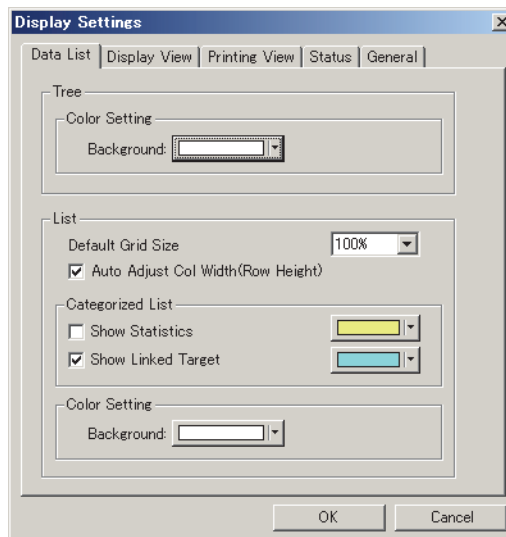 Display Settings
Data List Display View Printing View Status General
Tree
Color Setting
Background:
List
Default Grid Size 100%
Auto Adjust Col Width(Row Height)
Categorized List
Show Statistics
Show Linked Target
Color Setting
Background:
OK Cancel